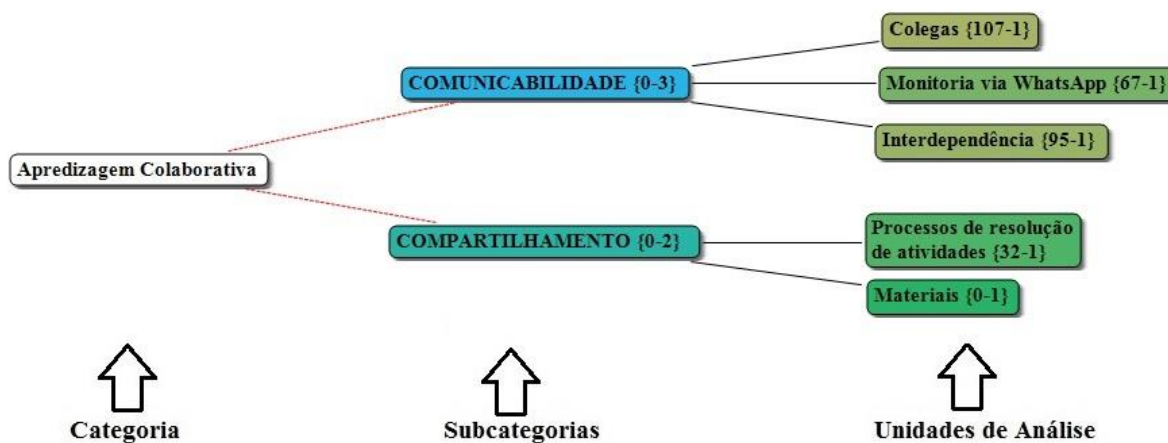 Colegas {107-1}
COMUNICABILIDADE {0-3}
Monitoria via WhatsApp {67-1}
Interdependência {95-1}
Apredizagem Colaborativa
COMPARTILHAMENTO {0-2}
Processos de resolução
de atividades {32-1}
Materiais {0-1}
Categoria
Subcategorias
Unidades de Análise